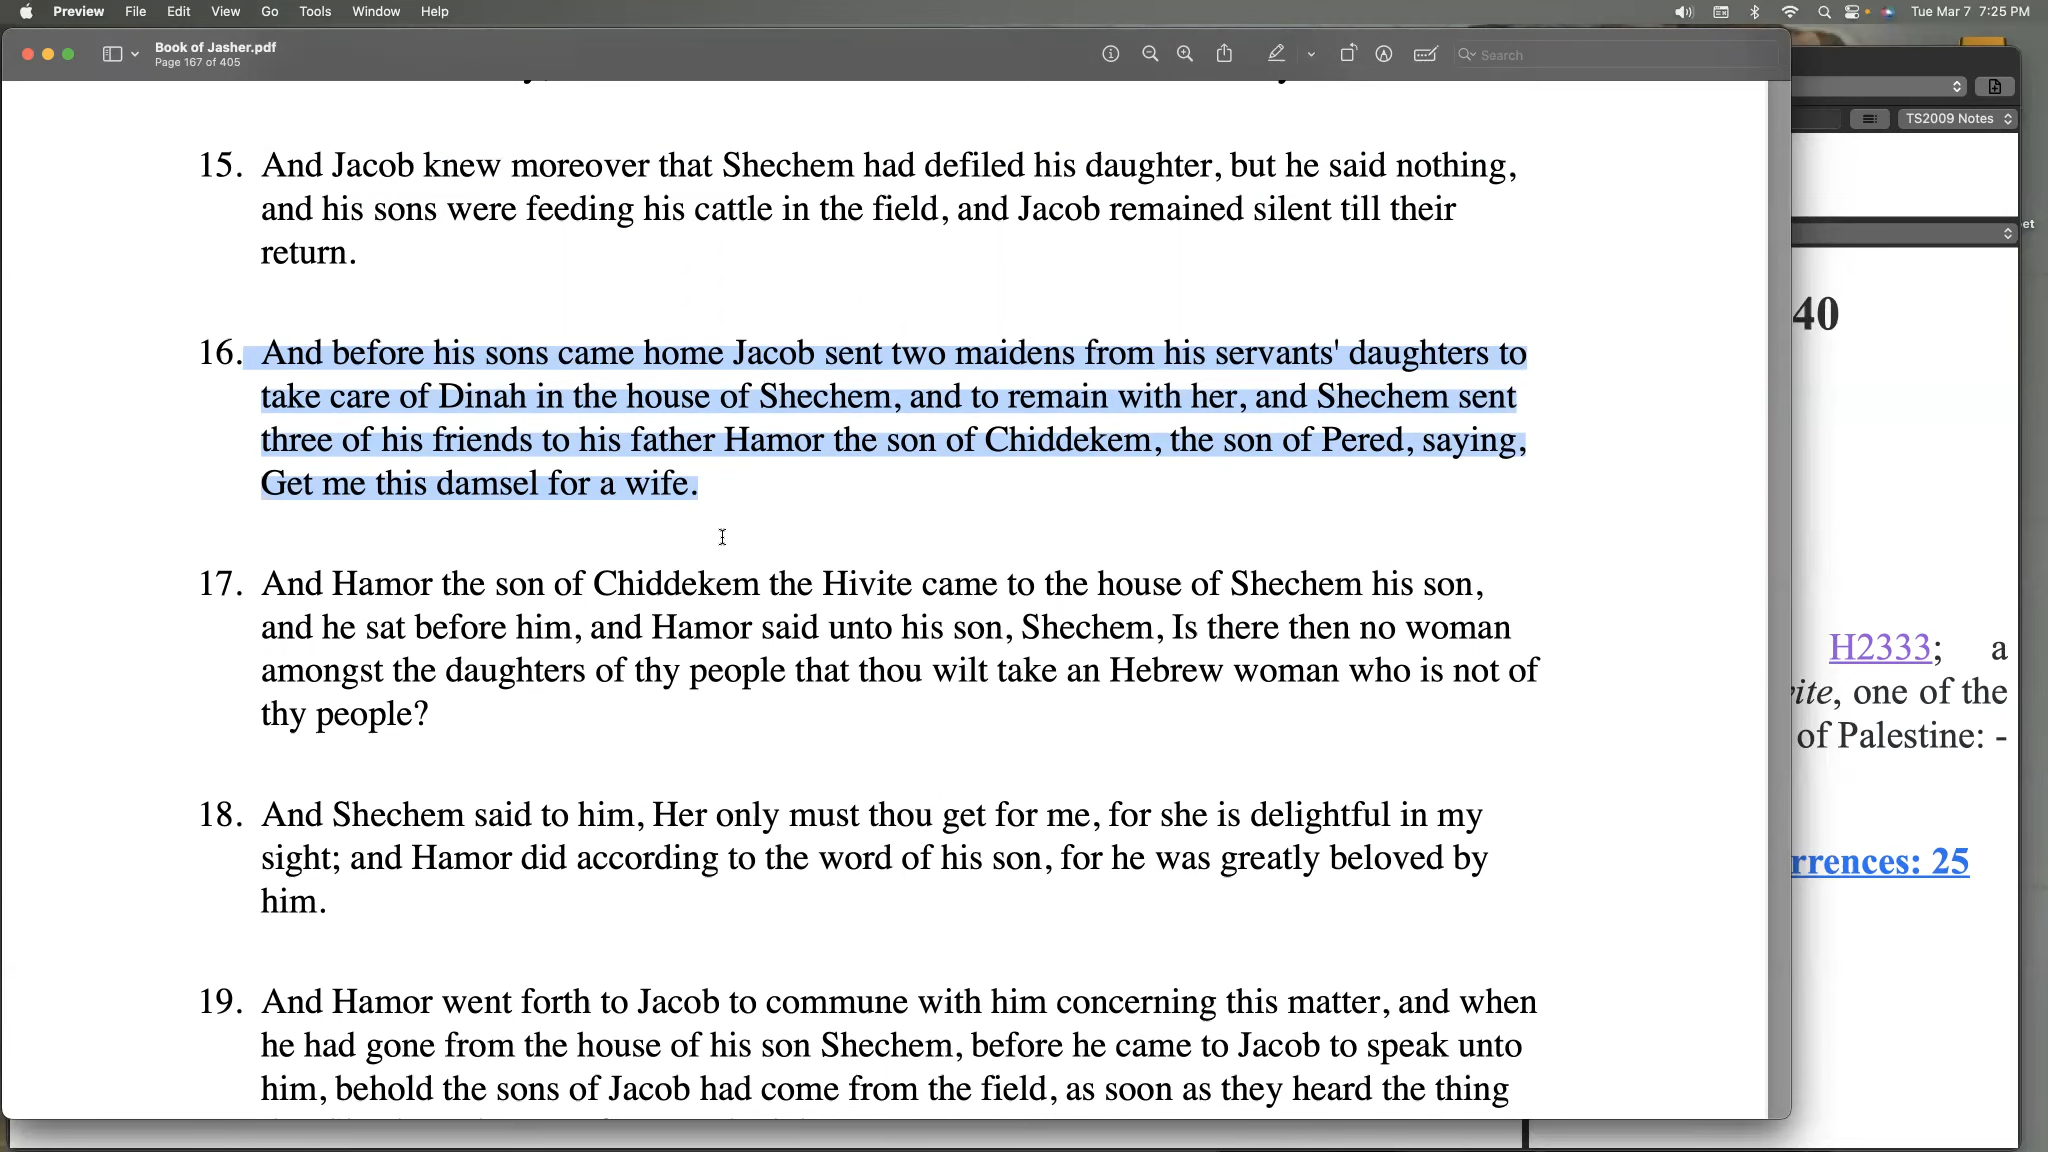 Preview File Edit View Go Tools Window Help
Tue Mar 7 7:25 PM
Book of Jasher.pdf
Page 167 of 405
Search
TS2009 Notes
15. And Jacob knew moreover that Shechem had defiled his daughter, but he said nothing,
and his sons were feeding his cattle in the field, and Jacob remained silent till their
return.
16. And before his sons came home Jacob sent two maidens from his servants' daughters to
take care of Dinah in the house of Shechem, and to remain with her, and Shechem sent
three of his friends to his father Hamor the son of Chiddekem, the son of Pered, saying,
Get me this damsel for a wife.
17. And Hamor the son of Chiddekem the Hivite came to the house of Shechem his son,
and he sat before him, and Hamor said unto his son, Shechem, Is there then no woman
amongst the daughters of thy people that thou wilt take an Hebrew woman who is not of
thy people?
18. And Shechem said to him, Her only must thou get for me, for she is delightful in my
sight; and Hamor did according to the word of his son, for he was greatly beloved by
him.
19. And Hamor went forth to Jacob to commune with him concerning this matter, and when
he had gone from the house of his son Shechem, before he came to Jacob to speak unto
him, behold the sons of Jacob had come from the field, as soon as they heard the thing
et
40
H2333; a
ite, one of the
of Palestine: -
rrences: 25